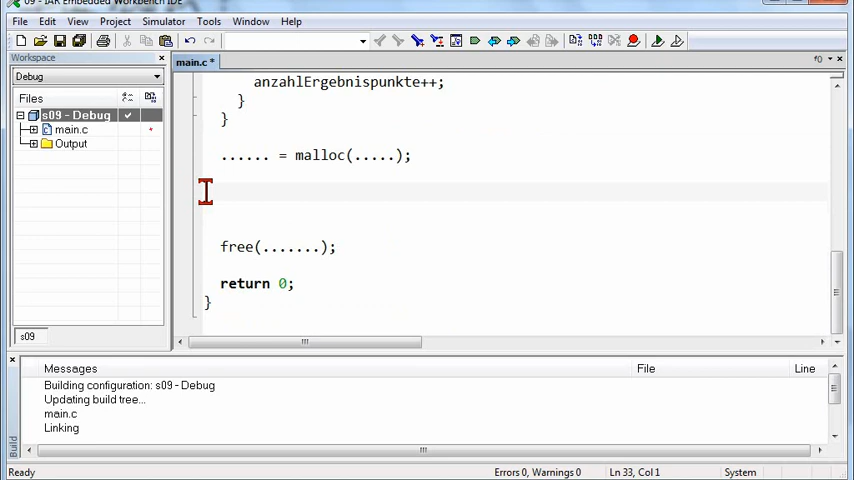 09 - IAR Embedded Workbench IDE
File Edit View Project Simulator Tools Window Help
Workspace
main.c *
f0
Debug
Files
s09 - Debug
main.c
Output
s09
anzahlErgebnispunkte++;
}
}
...... = malloc(.....);
free(.......);
return 0;
}
Messages File Line
Building configuration: s09 - Debug
Updating build tree...
main.c
Linking
Build
Ready Errors 0, Warnings 0 Ln 33, Col 1 System